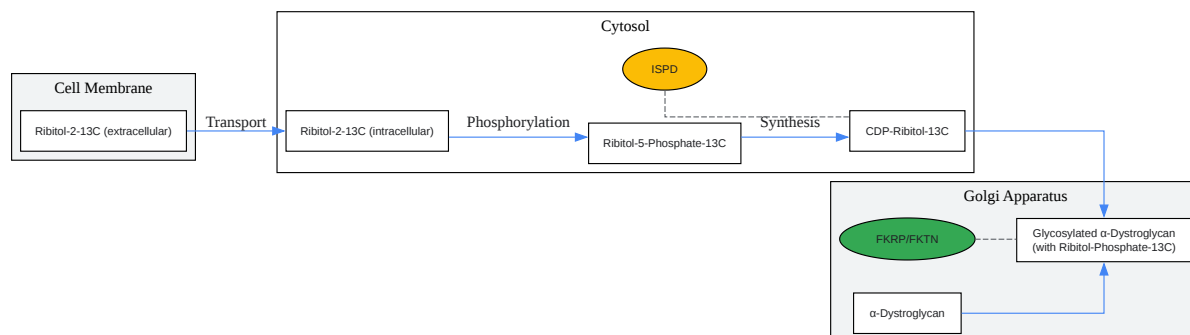 Cytosol
ISPD
Cell Membrane
Ribitol-2-13C (extracellular)
Transport
Ribitol-2-13C (intracellular)
Phosphorylation
Ribitol-5-Phosphate-13C
Synthesis
CDP-Ribitol-13C
Golgi Apparatus
FKRP/FKTN
Glycosylated α-Dystroglycan
(with Ribitol-Phosphate-13C)
α-Dystroglycan